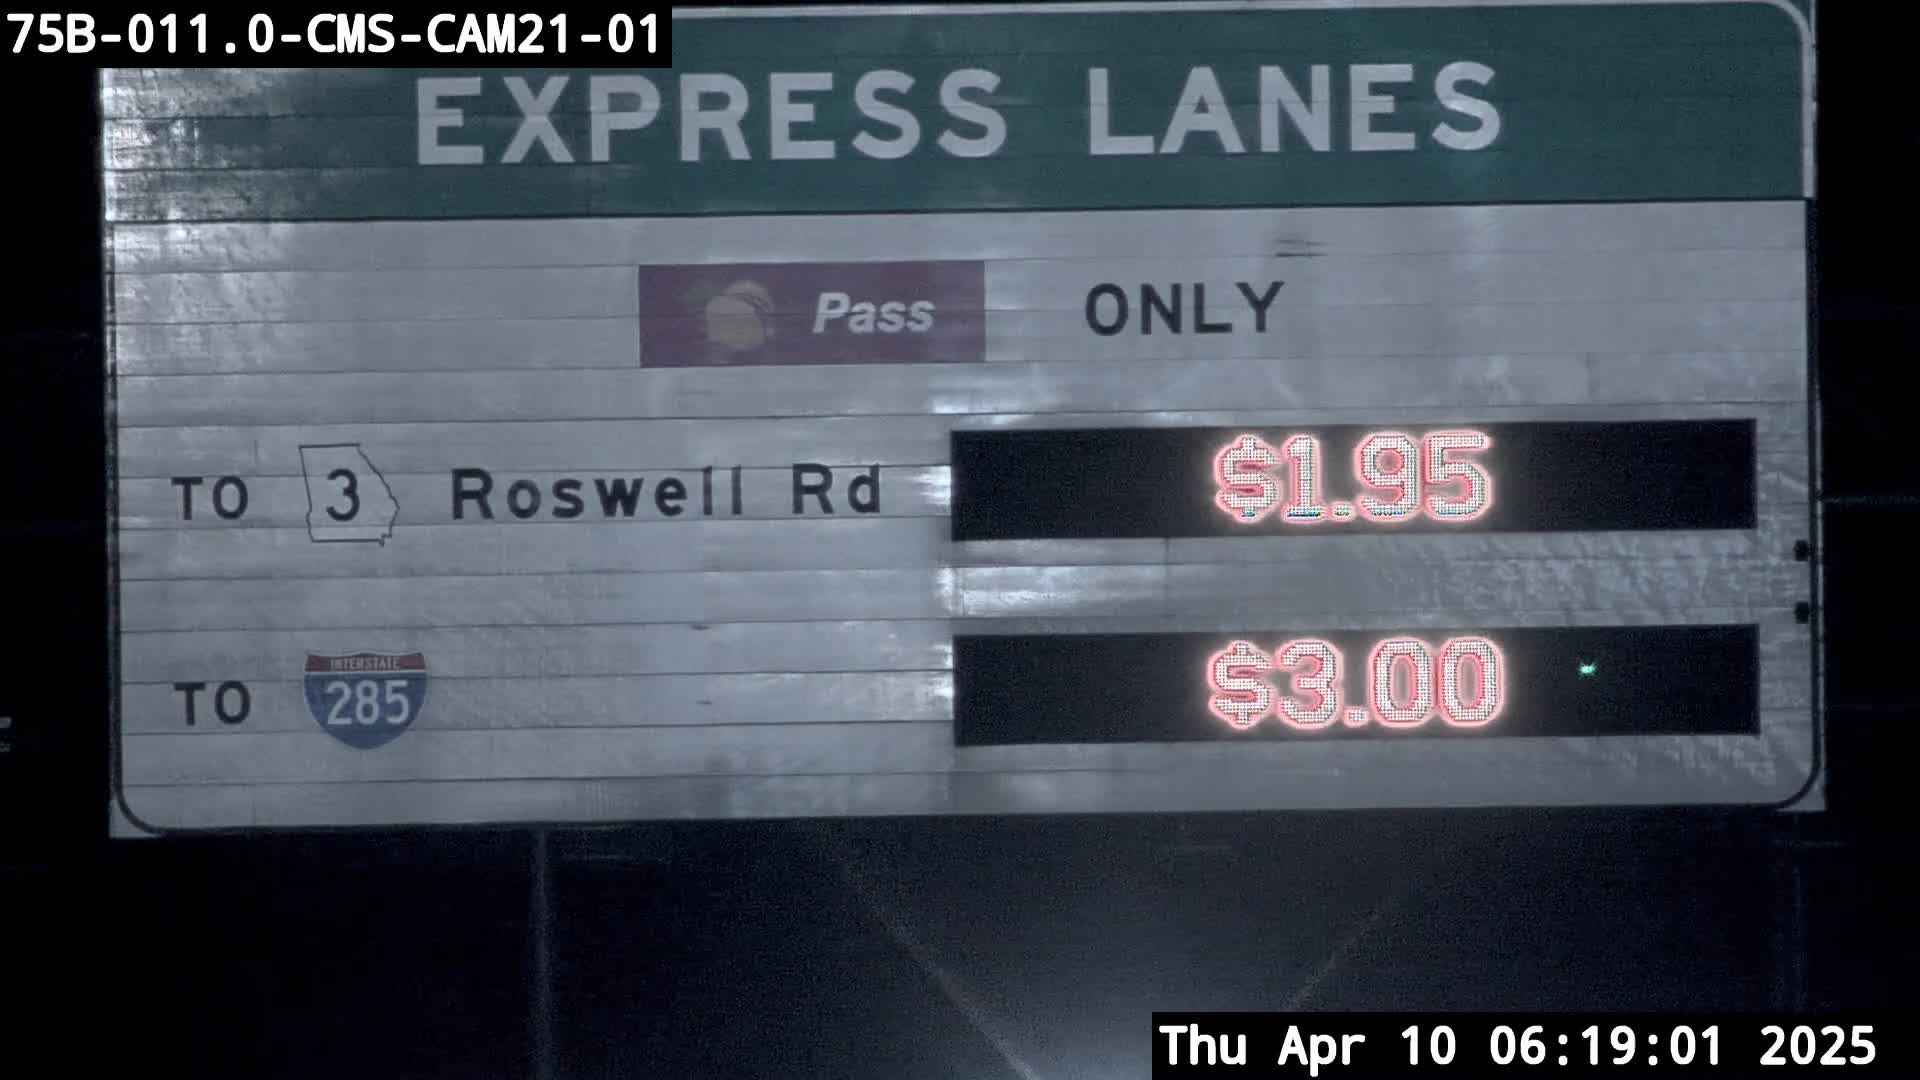 75B-011.0-CMS-CAM21-01
EXPRESS LANES
Pass ONLY
TO 3 Roswell Rd $1.95
INTERSTATE
TO 285 $3.00
Thu Apr 10 06:19:01 2025